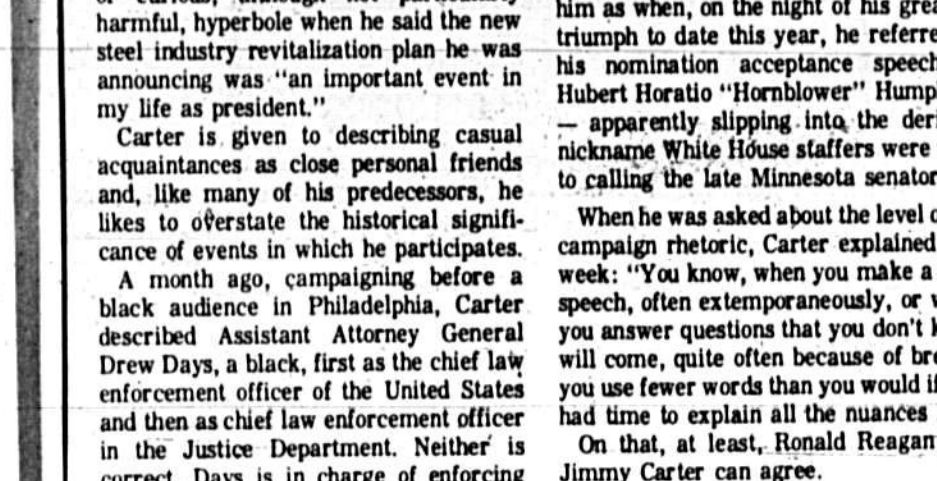 harmful, hyperbole when he said the new
steel industry revitalization plan he was
announcing was "an important event in
my life as president."
Carter is given to describing casual
acquaintances as close personal friends
and, like many of his predecessors, he
likes to overstate the historical signifi-
cance of events in which he participates.
A month ago, campaigning before a
black audience in Philadelphia, Carter
described Assistant Attorney General
Drew Days, a black, first as the chief law
enforcement officer of the United States
and then as chief law enforcement officer
in the Justice Department. Neither is
correct. Days is in charge of enforcing
him as when, on the night of his grea
triumph to date this year, he referre
his nomination acceptance speech
Hubert Horatio "Hornblower" Hump
— apparently slipping into the deri
nickname White House staffers were
to calling the late Minnesota senator
When he was asked about the level o
campaign rhetoric, Carter explained
week: "You know, when you make a
speech, often extemporaneously, or w
you answer questions that you don't k
will come, quite often because of bre
you use fewer words than you would if
had time to explain all the nuances
On that, at least, Ronald Reagan
Jimmy Carter can agree.